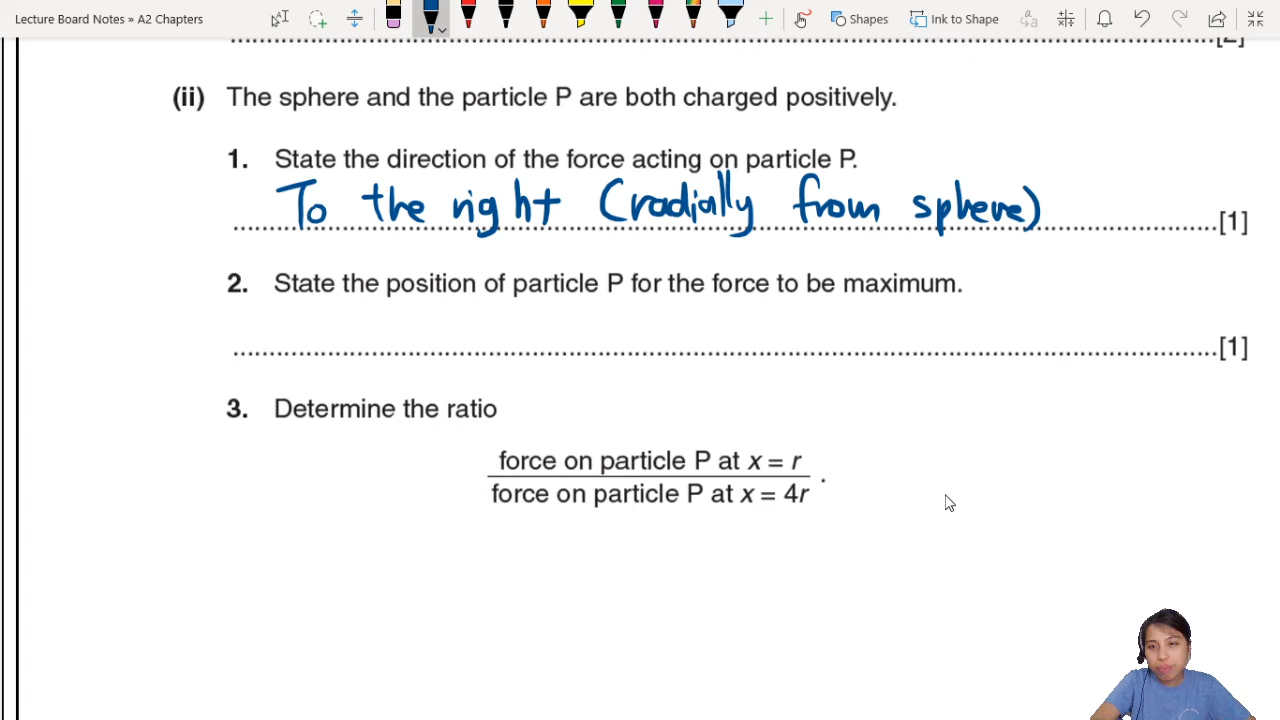 Lecture Board Notes » A2 Chapters
Shapes
Ink to Shape
[2]
(ii) The sphere and the particle P are both charged positively.
1. State the direction of the force acting on particle P.
To the right (radially from sphere)
[1]
2. State the position of particle P for the force to be maximum.
[1]
3. Determine the ratio
force on particle P at x = r
force on particle P at x = 4r
.